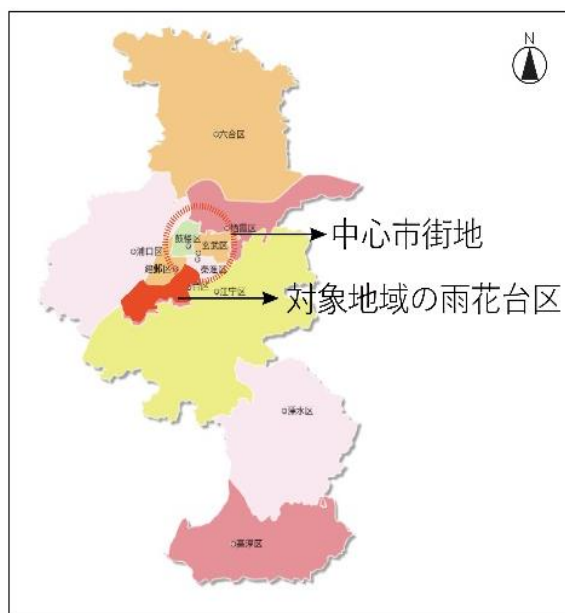 N
六合区
栖霞区
鼓楼区
玄武区
浦口区
中心市街地
建邺区
秦淮区
江宁区
対象地域の雨花台区
溧水区
高淳区